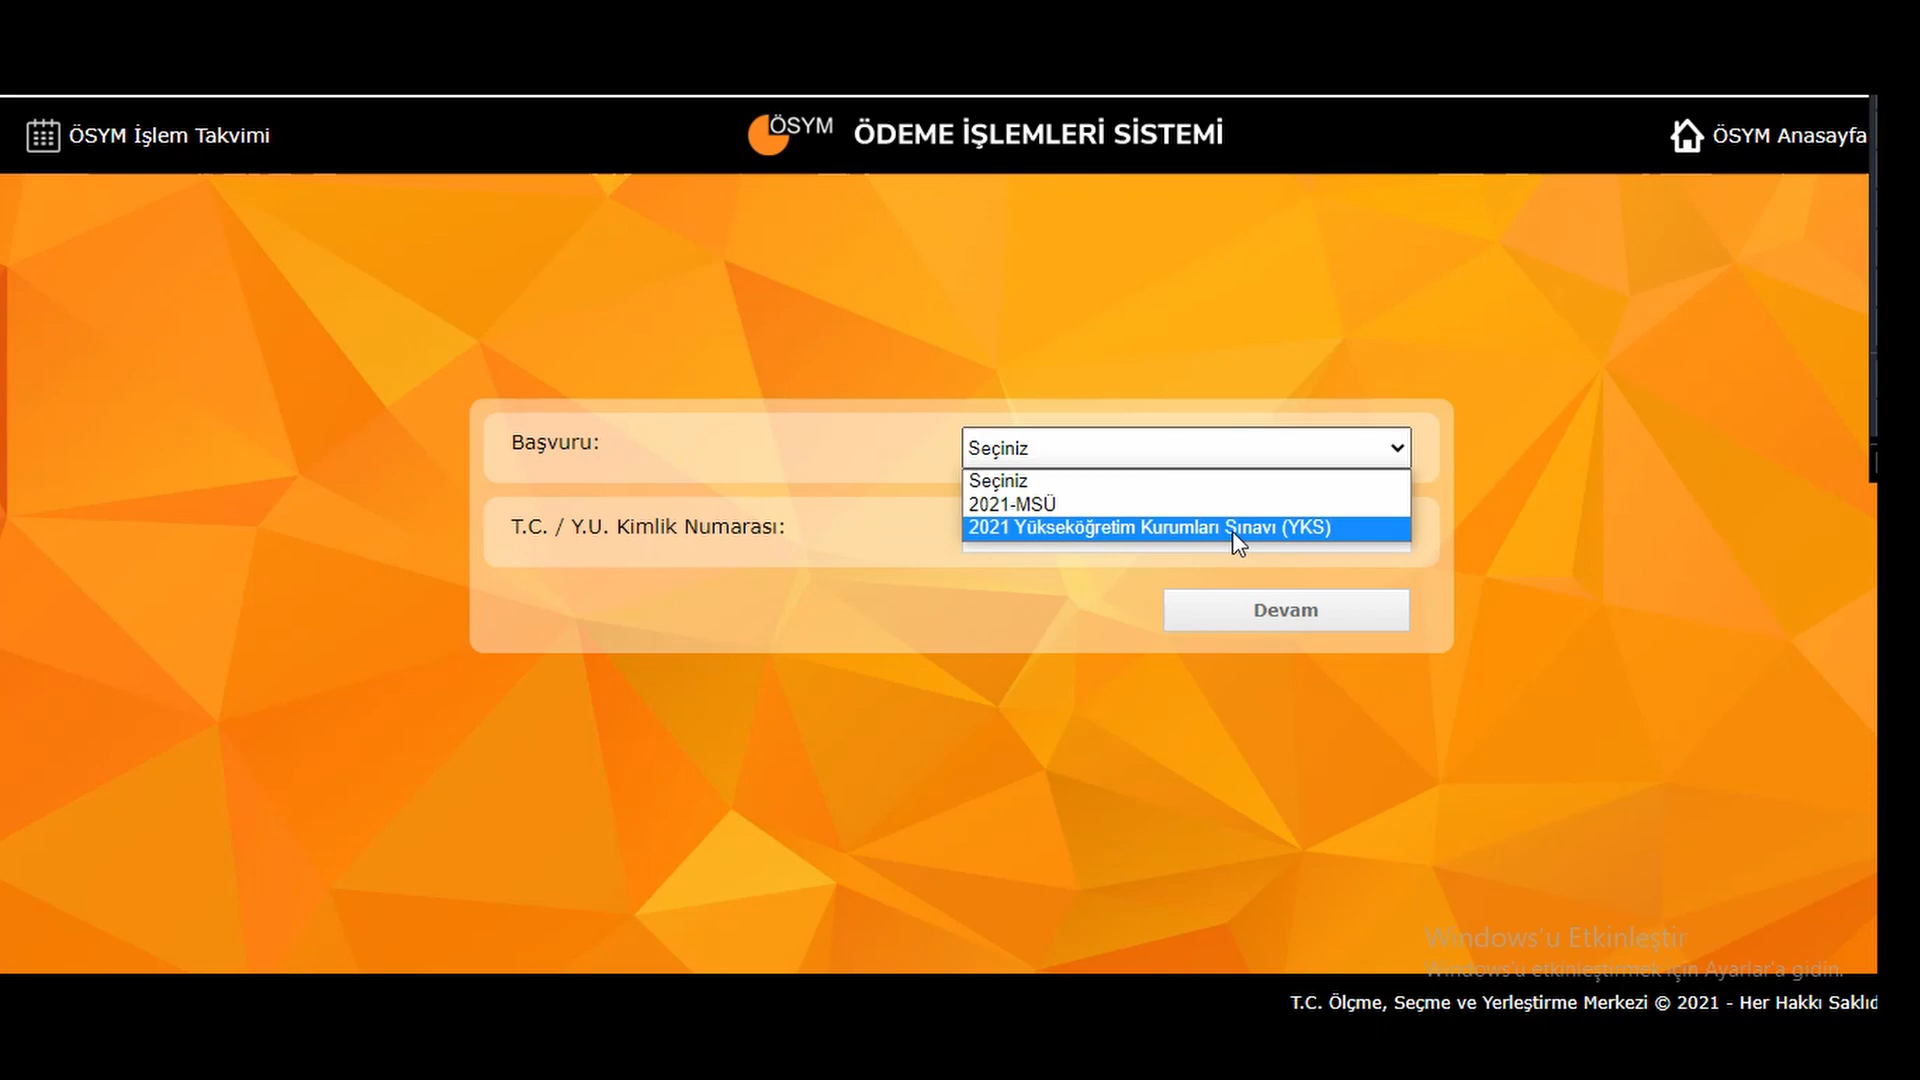 ÖSYM İşlem Takvimi
ÖSYM
ÖDEME İŞLEMLERİ SİSTEMİ
ÖSYM Anasayfa
Başvuru:
Seçiniz
Seçiniz
2021-MSÜ
2021 Yükseköğretim Kurumları Sınavı (YKS)
T.C. / Y.U. Kimlik Numarası:
Devam
Windows'u Etkinleştir
Windows'u etkinleştirmek için Ayarlar'a gidin.
T.C. Ölçme, Seçme ve Yerleştirme Merkezi © 2021 - Her Hakkı Saklıd